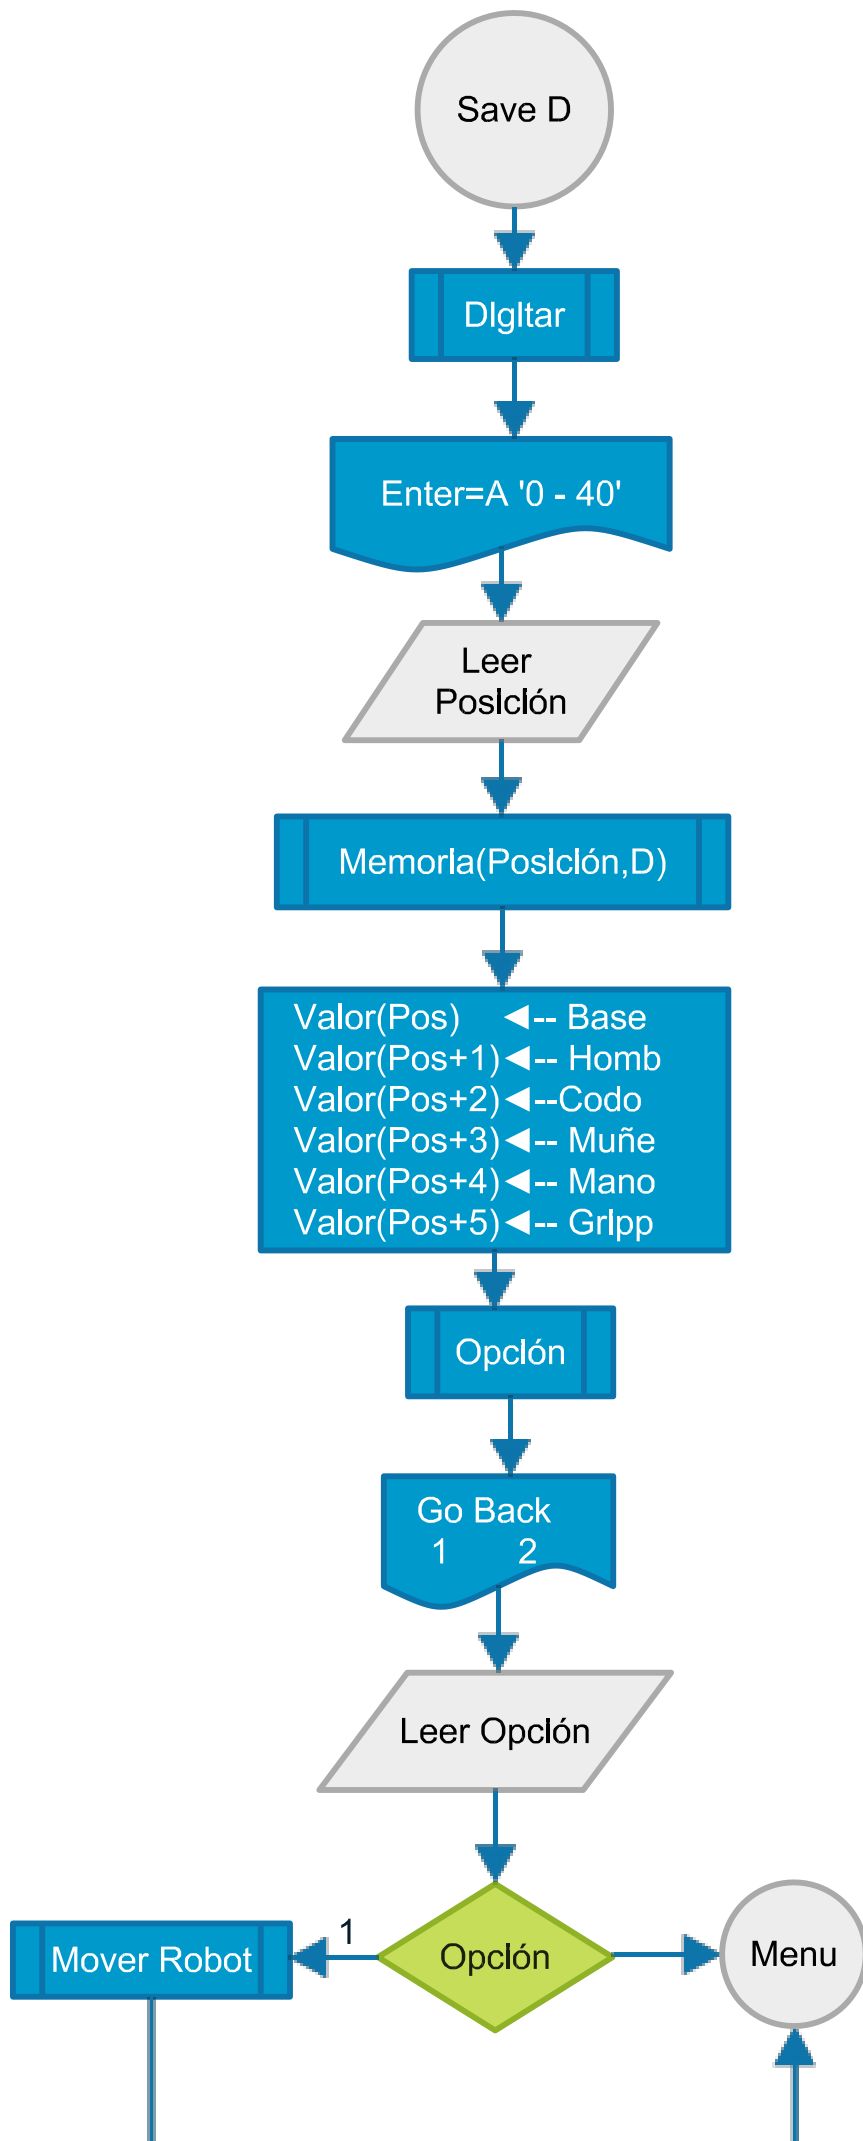 Save D
Digitar
Enter=A '0 - 40'
Leer
Posición
Memoria(Posición,D)
Valor(Pos) ◄-- Base
Valor(Pos+1)◄-- Homb
Valor(Pos+2)◄--Codo
Valor(Pos+3)◄-- Muñe
Valor(Pos+4)◄-- Mano
Valor(Pos+5)◄-- Gripp
Opción
Go Back
1 2
Leer Opción
1
Mover Robot
Opción
Menu